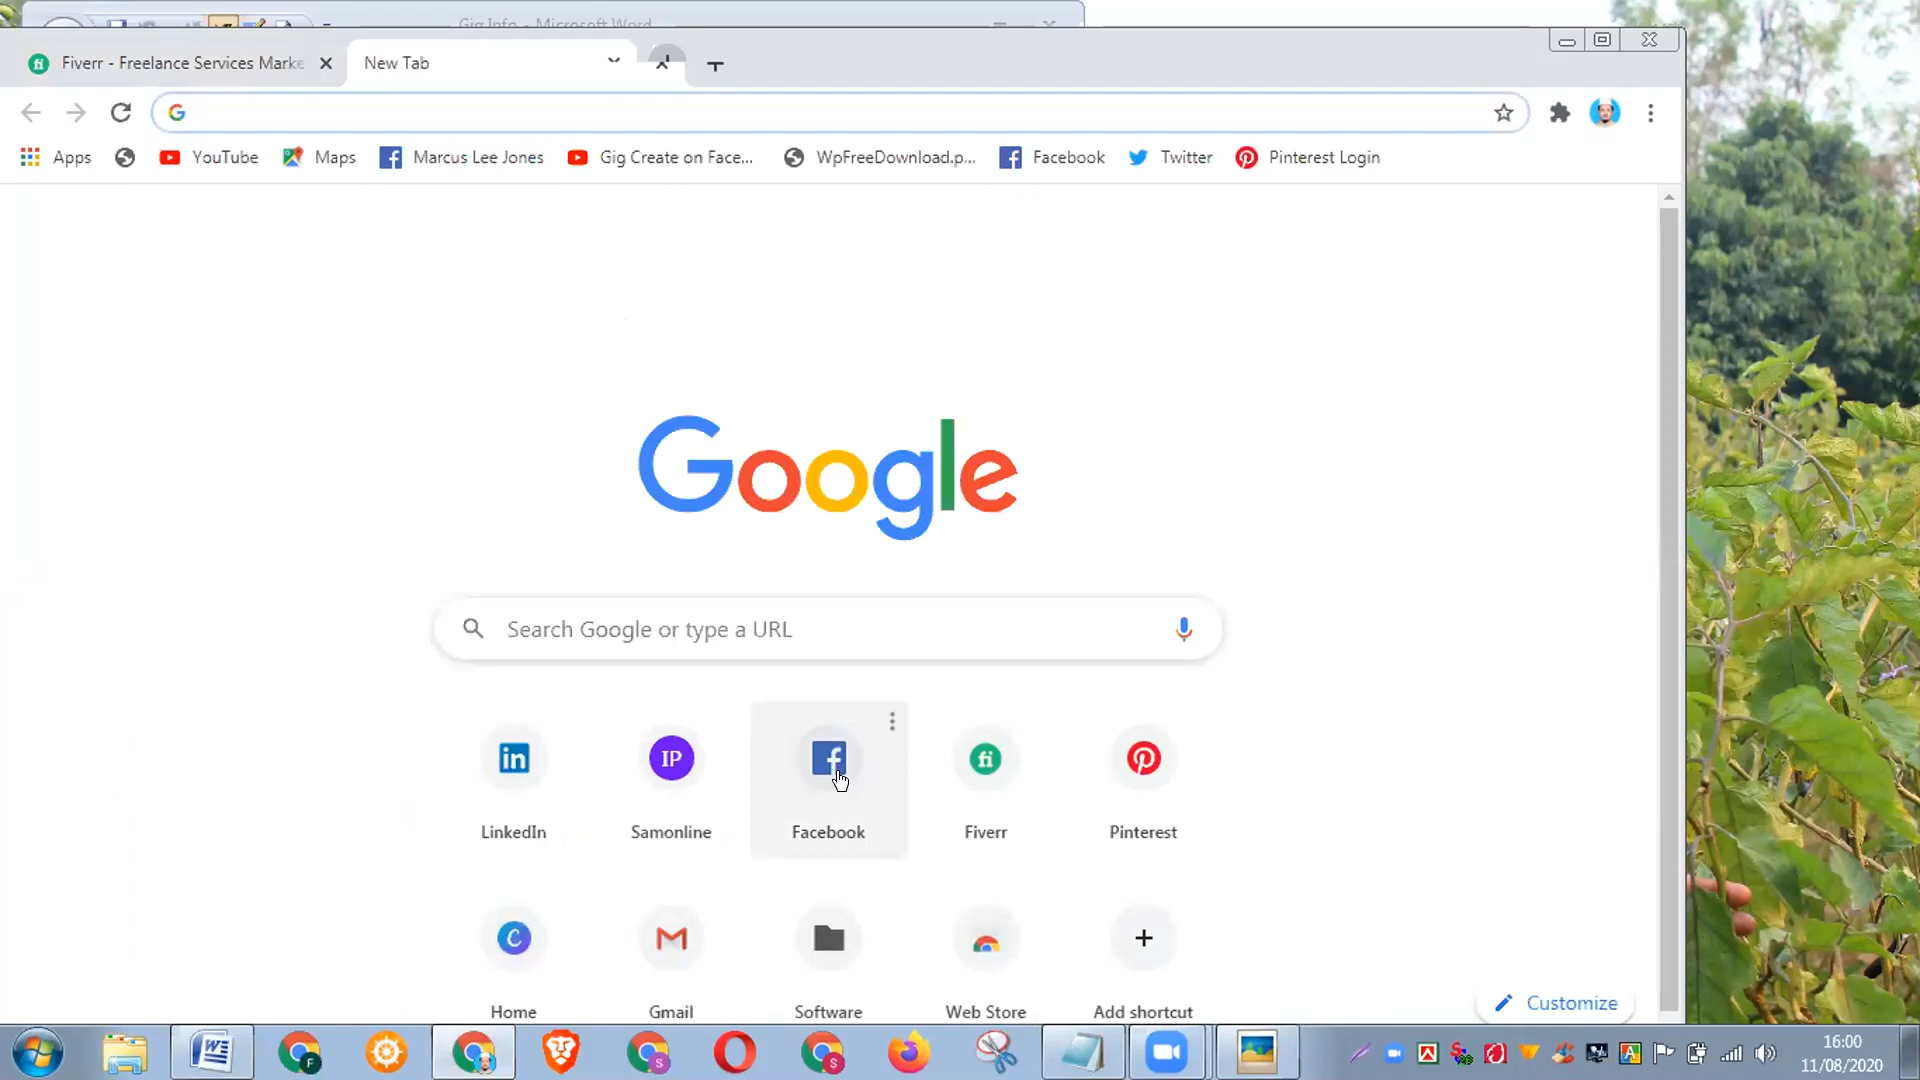 Gig Info - Microsoft Word
Fiverr - Freelance Services Marke
New Tab
Apps
YouTube
Maps
Marcus Lee Jones
Gig Create on Face...
WpFreeDownload.p...
Facebook
Twitter
Pinterest Login
Google
Search Google or type a URL
LinkedIn
Samonline
Facebook
Fiverr
Pinterest
Home
Gmail
Software
Web Store
Add shortcut
Customize
16:00
11/08/2020